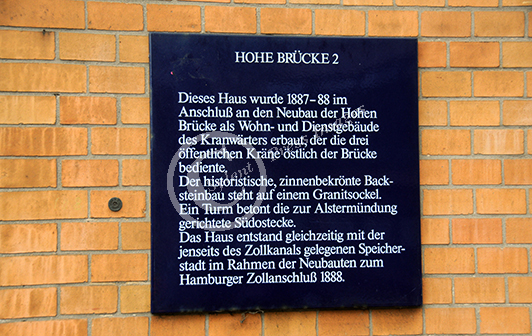 HOHE BRÜCKE 2
Dieses Haus wurde 1887–88 im
Anschluß an den Neubau der Hohen
Brücke als Wohn- und Dienstgebäude
des Kranwärters erbaut, der die drei
öffentlichen Kräne östlich der Brücke
bediente.
Der historistische, zinnenbekrönte Back-
steinbau steht auf einem Granitsockel.
Ein Turm betont die zur Alstermündung
gerichtete Südostecke.
Das Haus entstand gleichzeitig mit der
jenseits des Zollkanals gelegenen Speicher-
stadt im Rahmen der Neubauten zum
Hamburger Zollanschluß 1888.